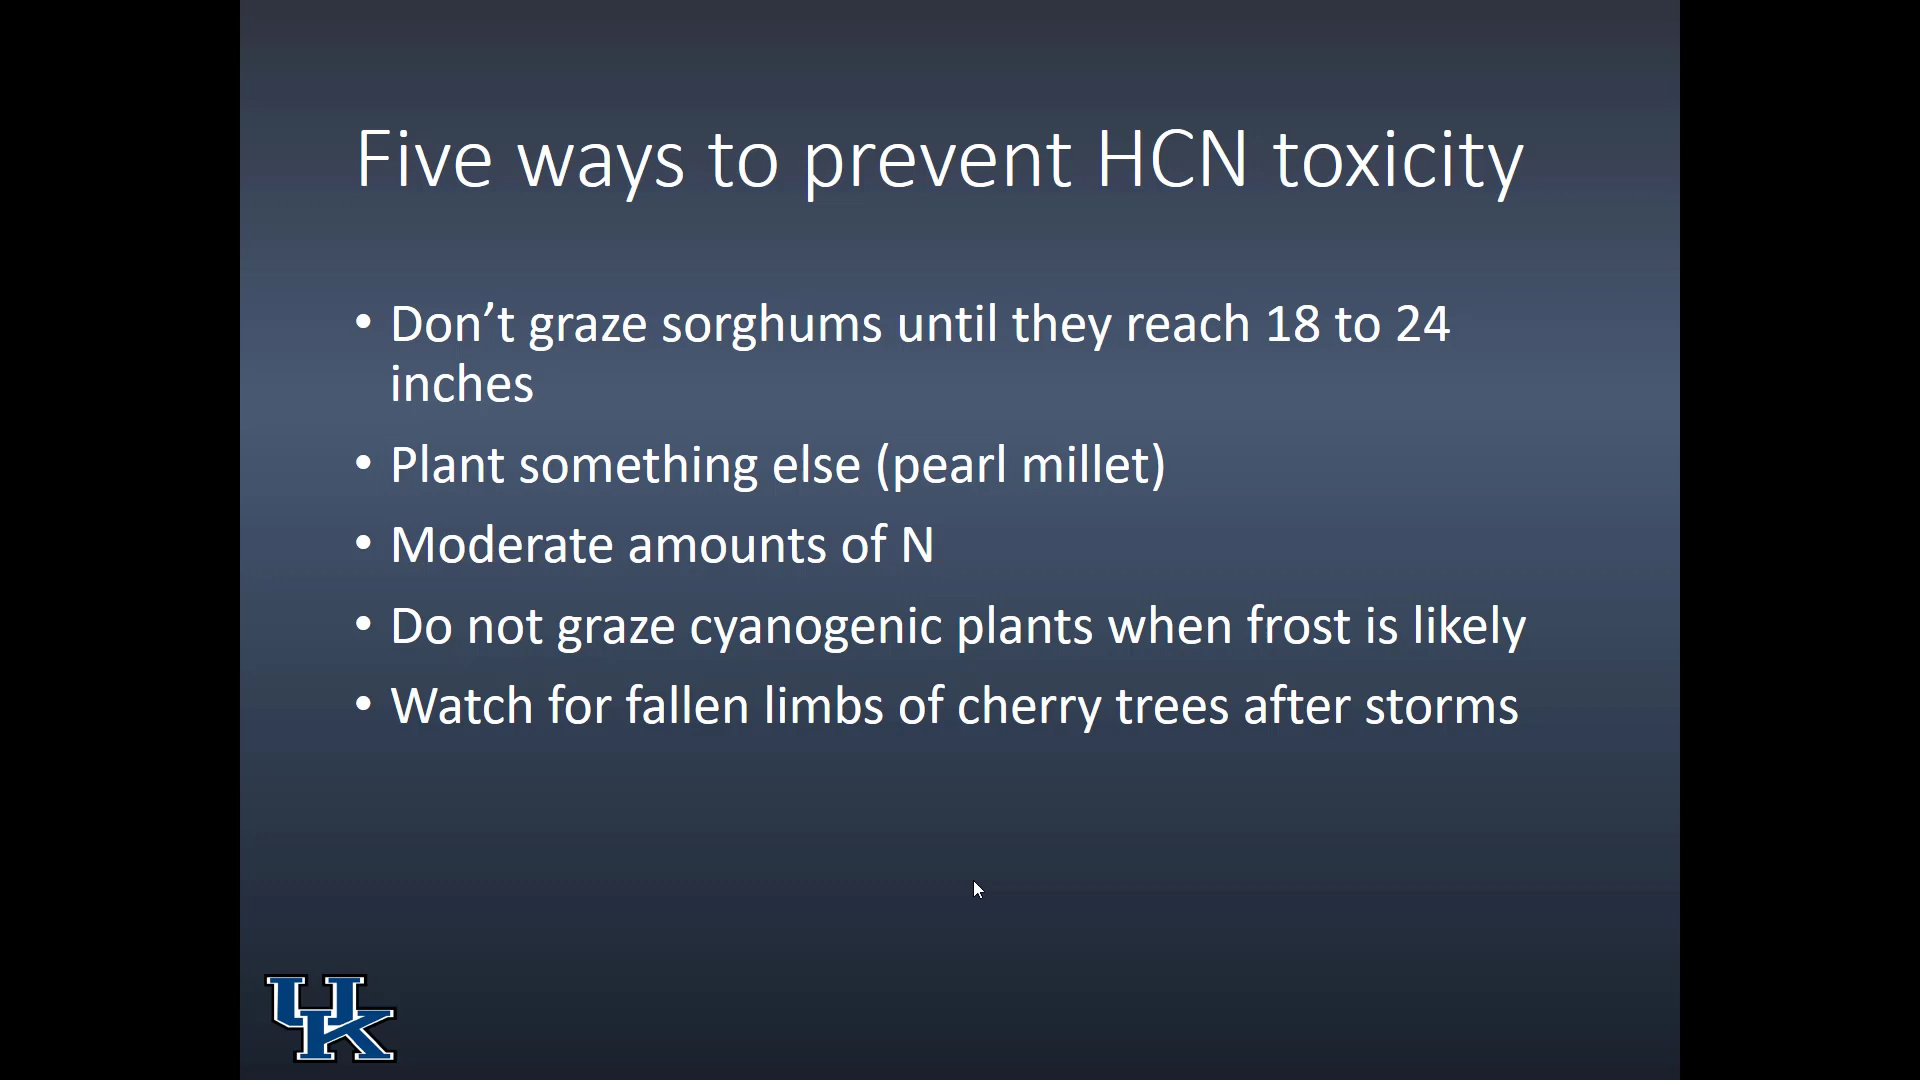 Five ways to prevent HCN toxicity
• Don’t graze sorghums until they reach 18 to 24
inches
• Plant something else (pearl millet)
• Moderate amounts of N
• Do not graze cyanogenic plants when frost is likely
• Watch for fallen limbs of cherry trees after storms
UK